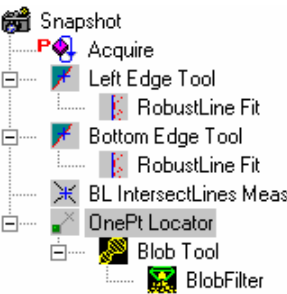 Snapshot
P Acquire
Left Edge Tool
RobustLine Fit
Bottom Edge Tool
RobustLine Fit
BL IntersectLines Meas
OnePt Locator
Blob Tool
BlobFilter